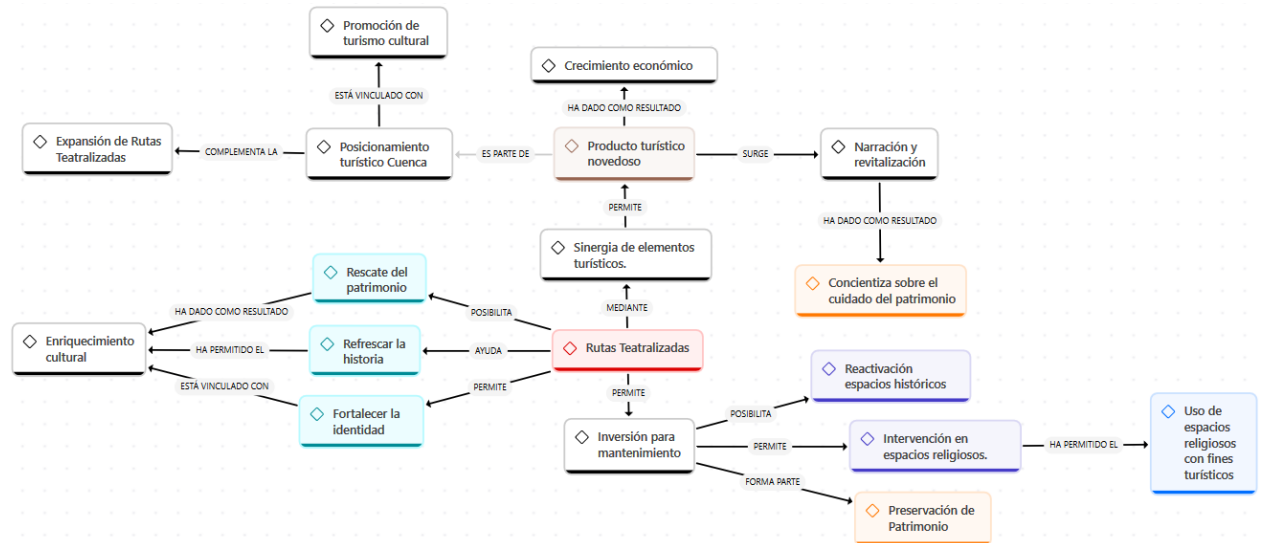 Promoción de
turismo cultural
Crecimiento económico
ESTÁ VINCULADO CON
HA DADO COMO RESULTADO
Expansión de Rutas
Teatralizadas
COMPLEMENTA LA
Posicionamiento
turístico Cuenca
ES PARTE DE
Producto turístico
novedoso
SURGE
Narración y
revitalización
PERMITE
HA DADO COMO RESULTADO
Sinergia de elementos
turísticos.
Rescate del
patrimonio
Concientiza sobre el
cuidado del patrimonio
HA DADO COMO RESULTADO
POSIBILITA
MEDIANTE
Enriquecimiento
cultural
HA PERMITIDO EL
Refrescar la
historia
AYUDA
Rutas Teatralizadas
ESTÁ VINCULADO CON
PERMITE
PERMITE
Reactivación
espacios históricos
Fortalecer la
identidad
POSIBILITA
Inversión para
mantenimiento
PERMITE
Intervención en
espacios religiosos.
HA PERMITIDO EL
Uso de
espacios
religiosos
con fines
turísticos
FORMA PARTE
Preservación de
Patrimonio